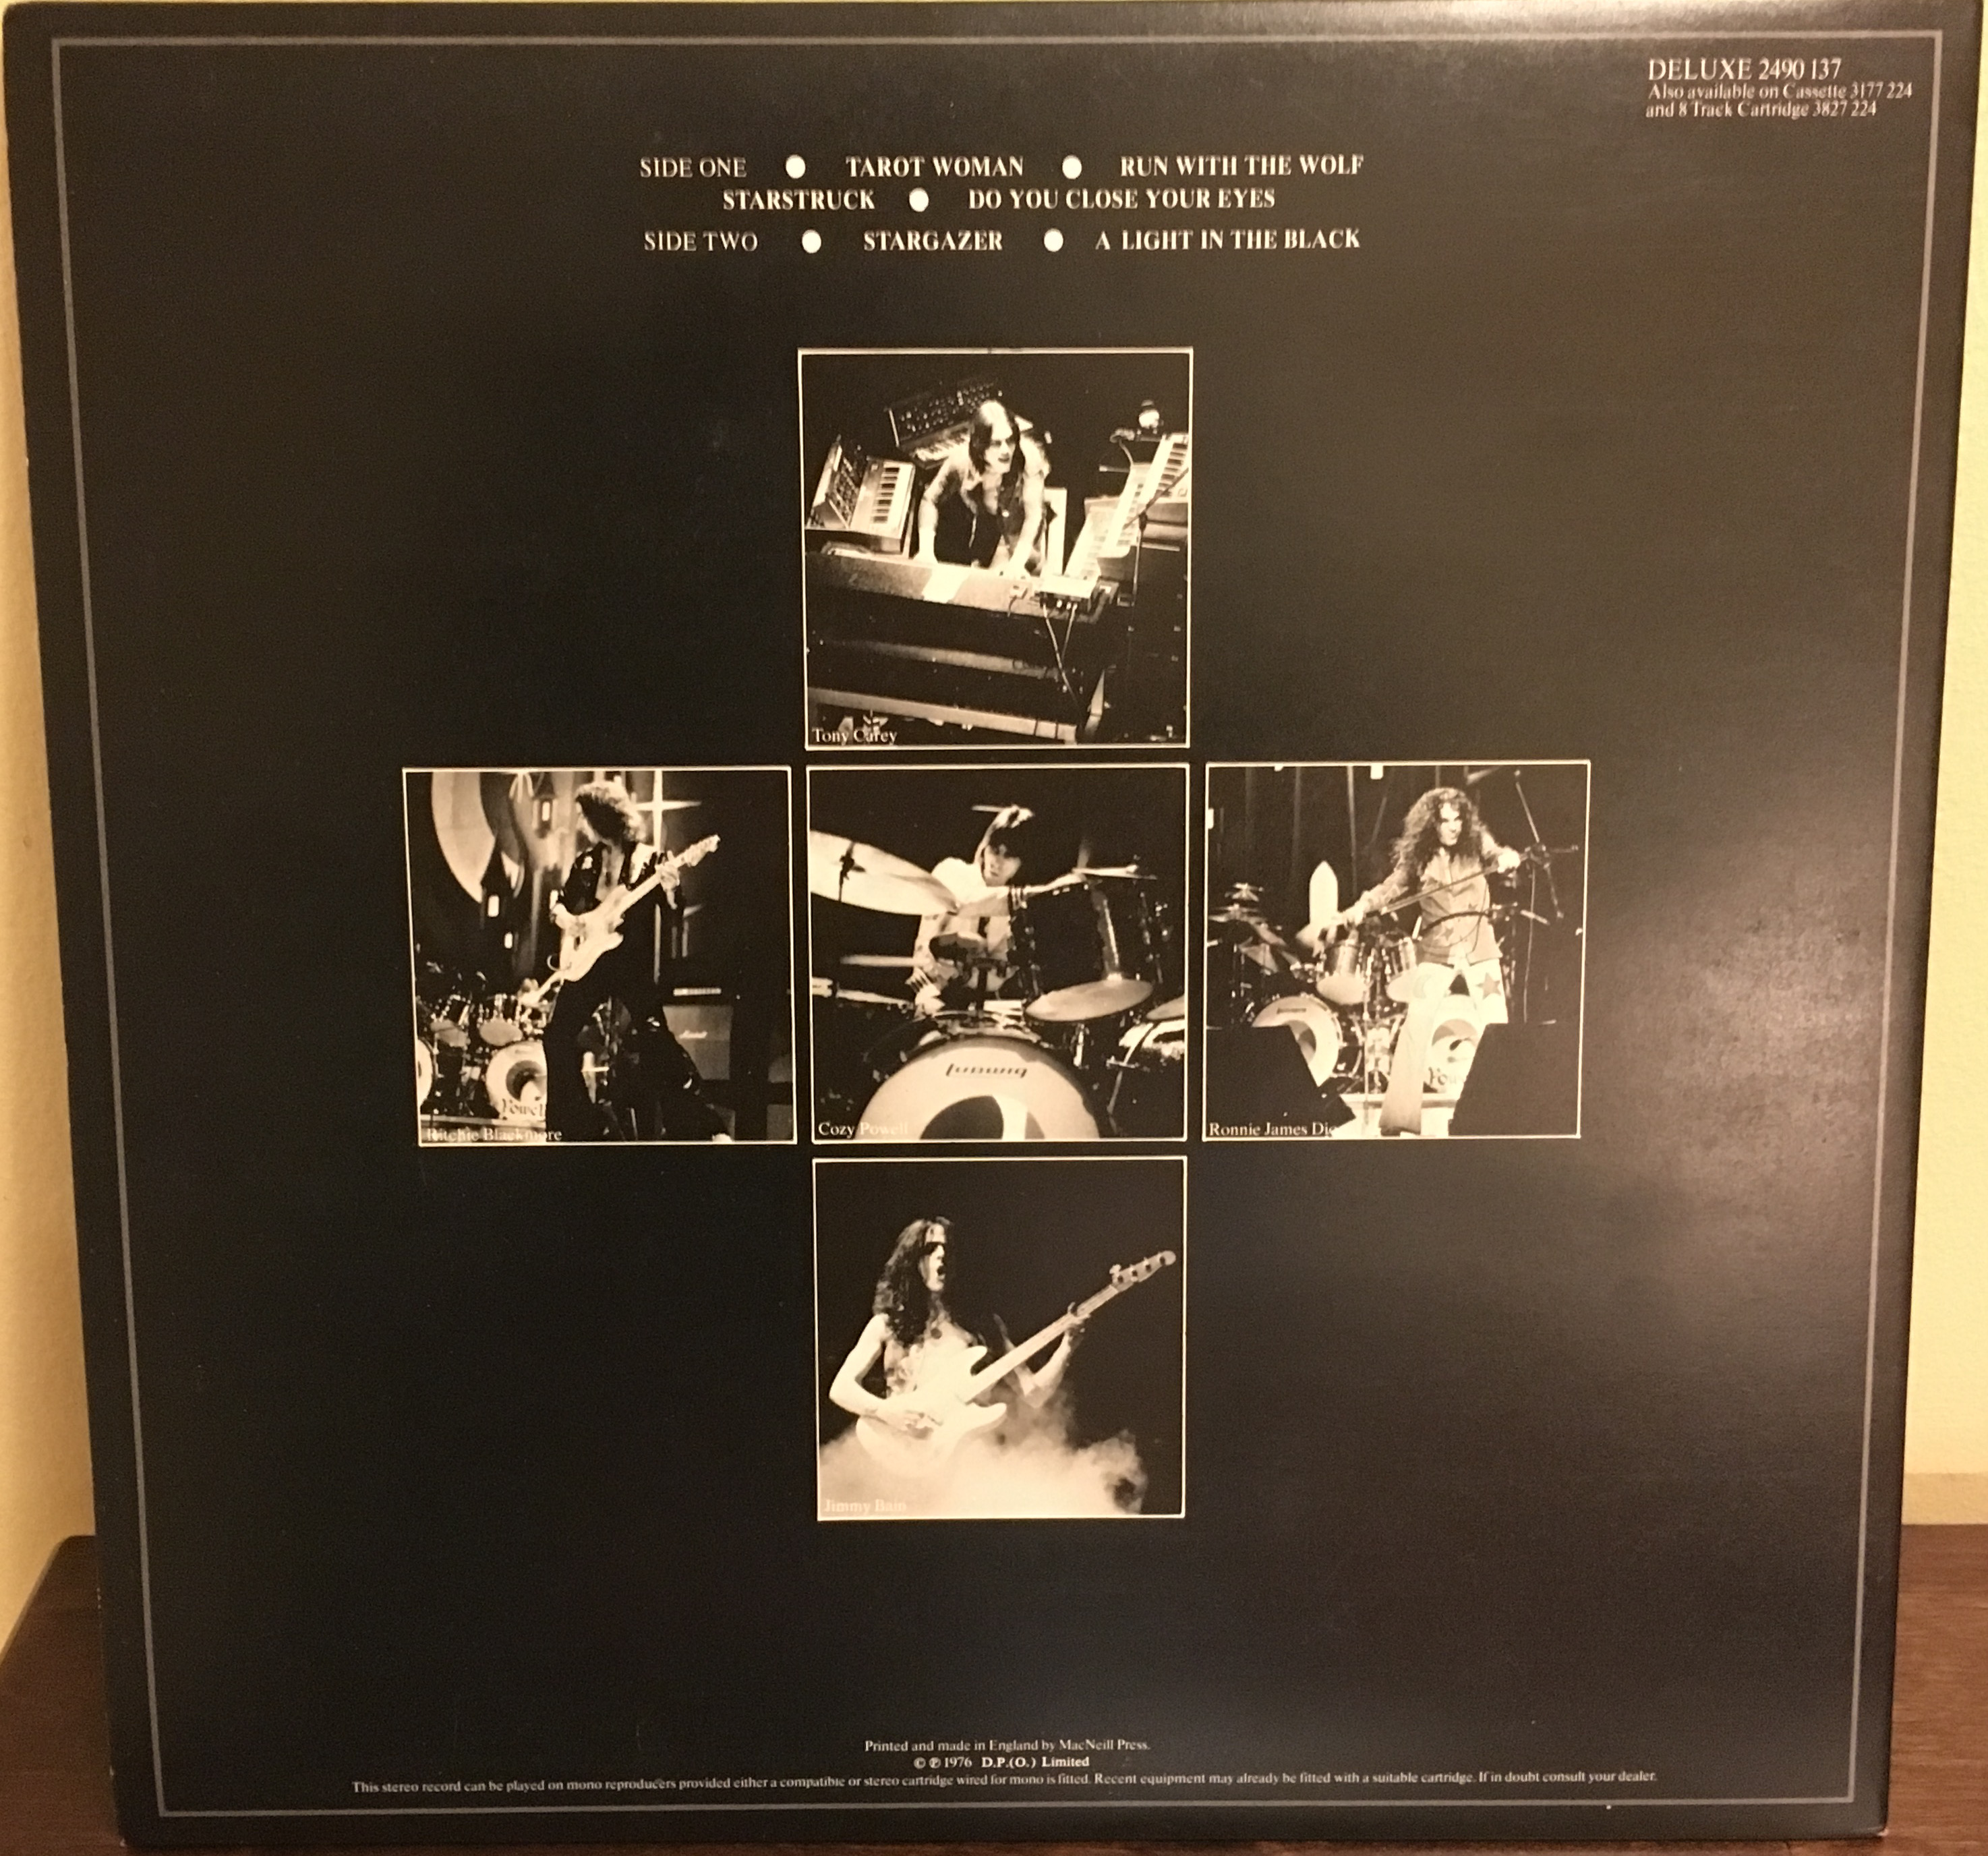 DELUXE 2490 137
Also available on Cassette 3177 224
and 8 Track Cartridge 3827 224
SIDE ONE ● TAROT WOMAN ● RUN WITH THE WOLF
STARSTRUCK ● DO YOU CLOSE YOUR EYES
SIDE TWO ● STARGAZER ● A LIGHT IN THE BLACK
Tony Carey
Powell
Ritchie Blackmore
Ludwig
Cozy Powell
Ronnie James Dio
Jimmy Bain
Printed and made in England by MacNeill Press.
© ℗ 1976 D.P.(O.) Limited
This stereo record can be played on mono reproducers provided either a compatible or stereo cartridge wired for mono is fitted. Recent equipment may already be fitted with a suitable cartridge. If in doubt consult your dealer.